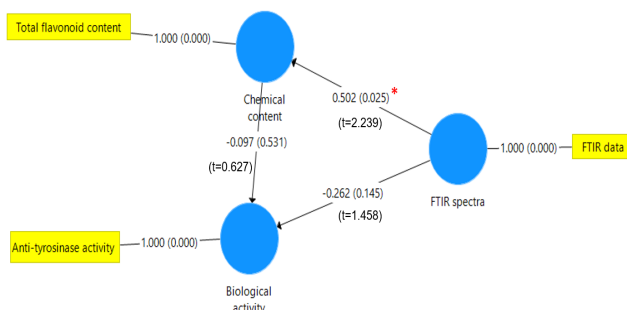 Total flavonoid content
1.000 (0.000)
Chemical
content
0.502 (0.025) *
(t=2.239)
-0.097 (0.531)
(t=0.627)
1.000 (0.000)
FTIR data
FTIR spectra
-0.262 (0.145)
(t=1.458)
Anti-tyrosinase activity
1.000 (0.000)
Biological
activity